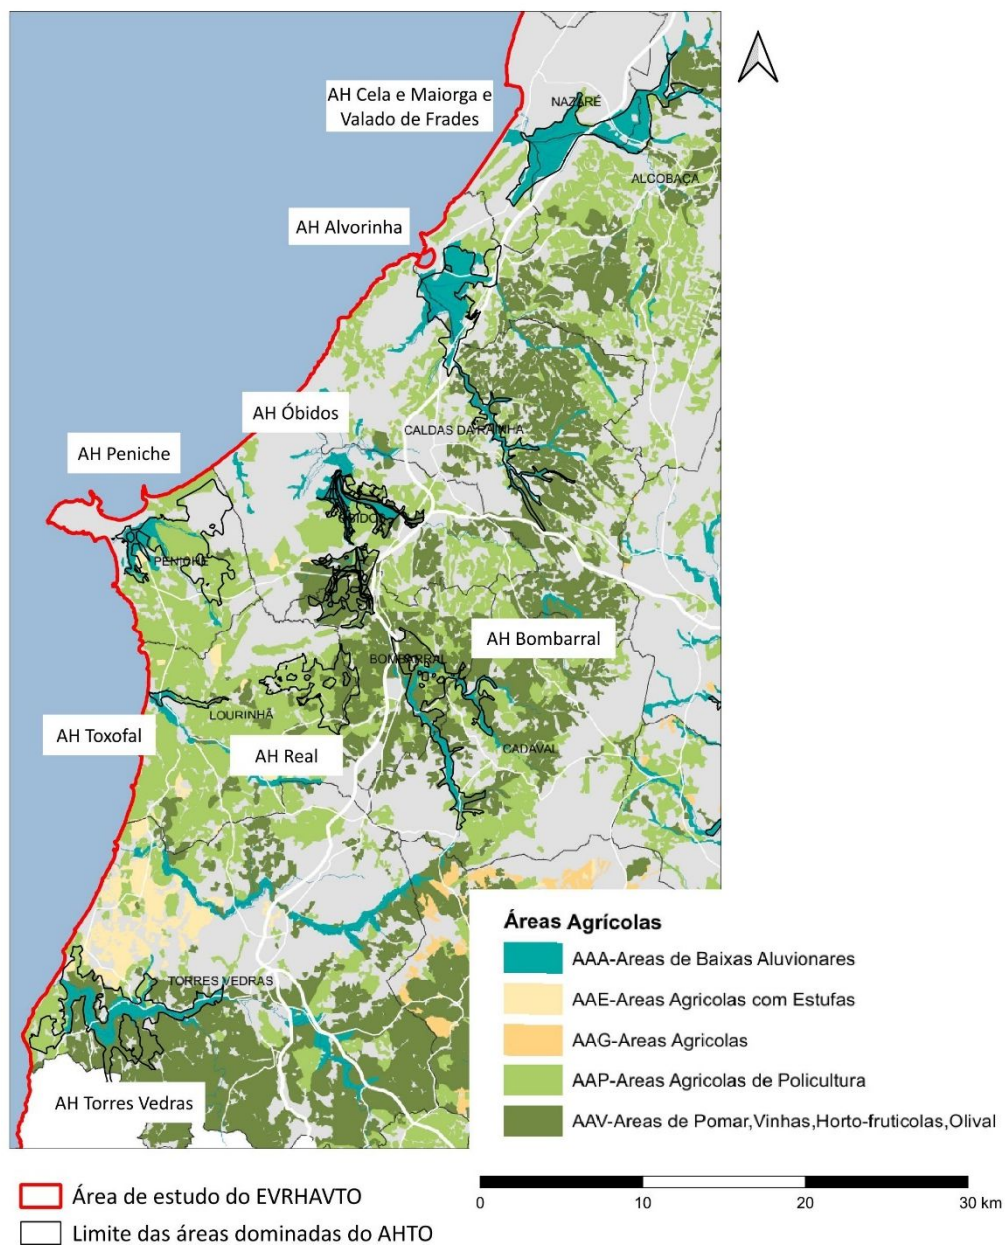 AH Cela e Maiorga e
Valado de Frades
NAZARÉ
ALCOBAÇA
AH Alvorinha
AH Óbidos
CALDAS DA RAINHA
AH Peniche
ÓBIDOS
PENICHE
AH Bombarral
BOMBARRAL
LOURINHÃ
AH Toxofal
AH Real
CADAVAL
Áreas Agrícolas
AAA-Areas de Baixas Aluvionares
AAE-Areas Agricolas com Estufas
AAG-Areas Agricolas
AAP-Areas Agricolas de Policultura
AAV-Areas de Pomar,Vinhas,Horto-fruticolas,Olival
TORRES VEDRAS
AH Torres Vedras
Área de estudo do EVRHAVTO
Limite das áreas dominadas do AHTO
0 10 20 30 km